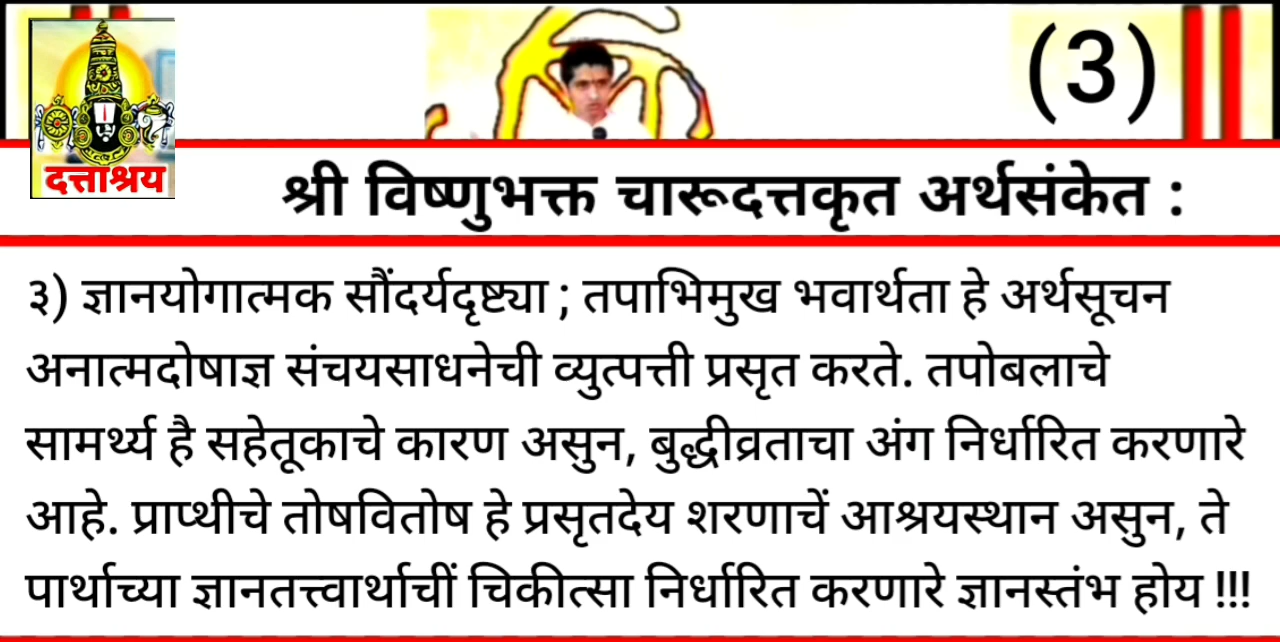 (3)
दत्ताश्रय
श्री विष्णुभक्त चारूदत्तकृत अर्थसंकेत :
३) ज्ञानयोगात्मक सौंदर्यदृष्ट्या ; तपाभिमुख भवार्थता हे अर्थसूचन
अनात्मदोषाज्ञ संचयसाधनेची व्युत्पत्ती प्रसृत करते. तपोबलाचे
सामर्थ्य है सहेतूकाचे कारण असुन, बुद्धीव्रताचा अंग निर्धारित करणारे
आहे. प्राप्थीचे तोषवितोष हे प्रसृतदेय शरणाचें आश्रयस्थान असुन, ते
पार्थाच्या ज्ञानतत्त्वार्थाचीं चिकीत्सा निर्धारित करणारे ज्ञानस्तंभ होय !!!